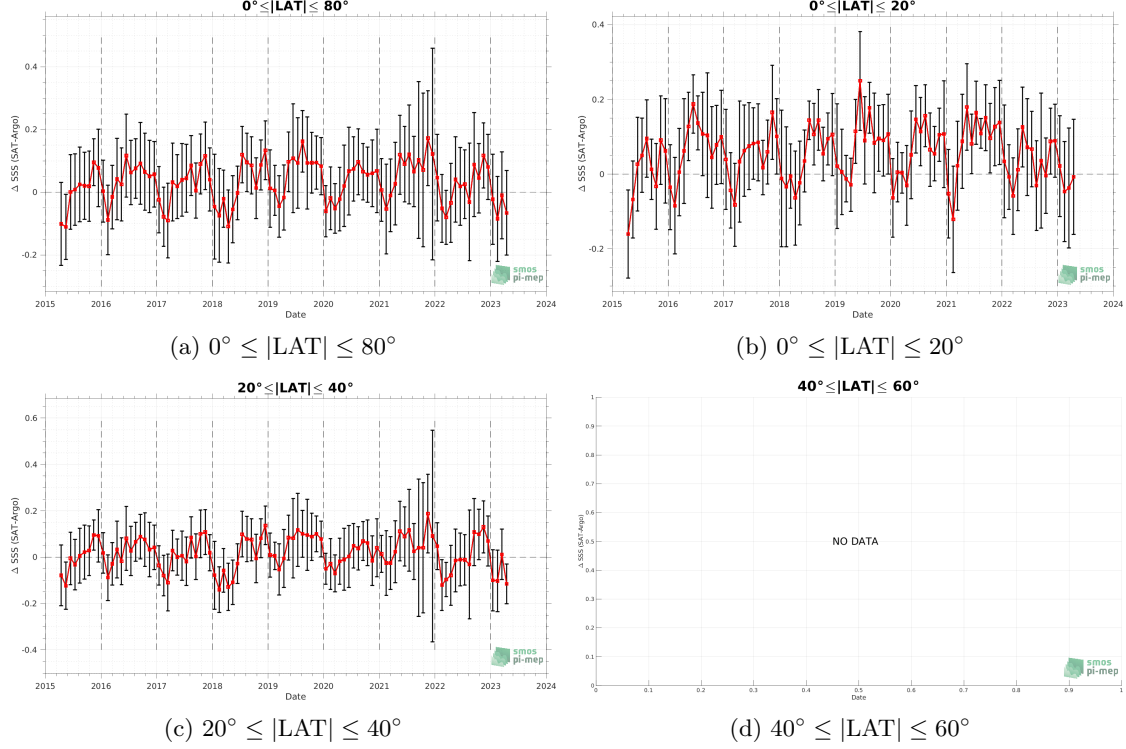 0°≤|LAT|≤ 80°
Δ SSS (SAT-Argo)
0.4
0.2
0
-0.2
2015 2016 2017 2018 2019 2020 2021 2022 2023 2024
Date
smos
pi-mep
(a) 0° ≤ |LAT| ≤ 80°
0°≤|LAT|≤ 20°
Δ SSS (SAT-Argo)
0.4
0.2
0
-0.2
2015 2016 2017 2018 2019 2020 2021 2022 2023 2024
Date
smos
pi-mep
(b) 0° ≤ |LAT| ≤ 20°
20°≤|LAT|≤ 40°
Δ SSS (SAT-Argo)
0.6
0.4
0.2
0
-0.2
-0.4
2015 2016 2017 2018 2019 2020 2021 2022 2023 2024
Date
smos
pi-mep
(c) 20° ≤ |LAT| ≤ 40°
40°≤|LAT|≤ 60°
Δ SSS (SAT-Argo)
1
0.9
0.8
0.7
0.6
0.5
0.4
0.3
0.2
0.1
0
NO DATA
0 0.1 0.2 0.3 0.4 0.5 0.6 0.7 0.8 0.9 1
Date
smos
pi-mep
(d) 40° ≤ |LAT| ≤ 60°